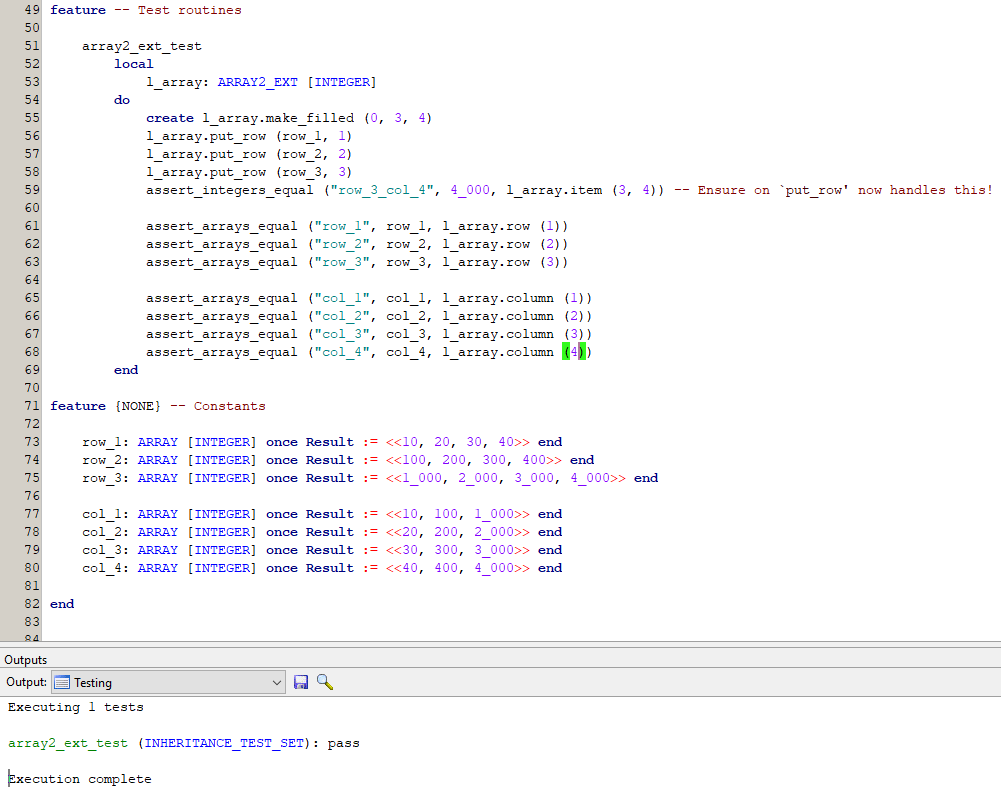 49 feature -- Test routines
50
51     array2_ext_test
52         local
53             l_array: ARRAY2_EXT [INTEGER]
54         do
55             create l_array.make_filled (0, 3, 4)
56             l_array.put_row (row_1, 1)
57             l_array.put_row (row_2, 2)
58             l_array.put_row (row_3, 3)
59             assert_integers_equal ("row_3_col_4", 4_000, l_array.item (3, 4)) -- Ensure on `put_row' now handles this!
60
61             assert_arrays_equal ("row_1", row_1, l_array.row (1))
62             assert_arrays_equal ("row_2", row_2, l_array.row (2))
63             assert_arrays_equal ("row_3", row_3, l_array.row (3))
64
65             assert_arrays_equal ("col_1", col_1, l_array.column (1))
66             assert_arrays_equal ("col_2", col_2, l_array.column (2))
67             assert_arrays_equal ("col_3", col_3, l_array.column (3))
68             assert_arrays_equal ("col_4", col_4, l_array.column (4))
69         end
70
71 feature {NONE} -- Constants
72
73     row_1: ARRAY [INTEGER] once Result := <<10, 20, 30, 40>> end
74     row_2: ARRAY [INTEGER] once Result := <<100, 200, 300, 400>> end
75     row_3: ARRAY [INTEGER] once Result := <<1_000, 2_000, 3_000, 4_000>> end
76
77     col_1: ARRAY [INTEGER] once Result := <<10, 100, 1_000>> end
78     col_2: ARRAY [INTEGER] once Result := <<20, 200, 2_000>> end
79     col_3: ARRAY [INTEGER] once Result := <<30, 300, 3_000>> end
80     col_4: ARRAY [INTEGER] once Result := <<40, 400, 4_000>> end
81
82 end
83
84
Outputs
Output: Testing
Executing 1 tests
array2_ext_test (INHERITANCE_TEST_SET): pass
Execution complete